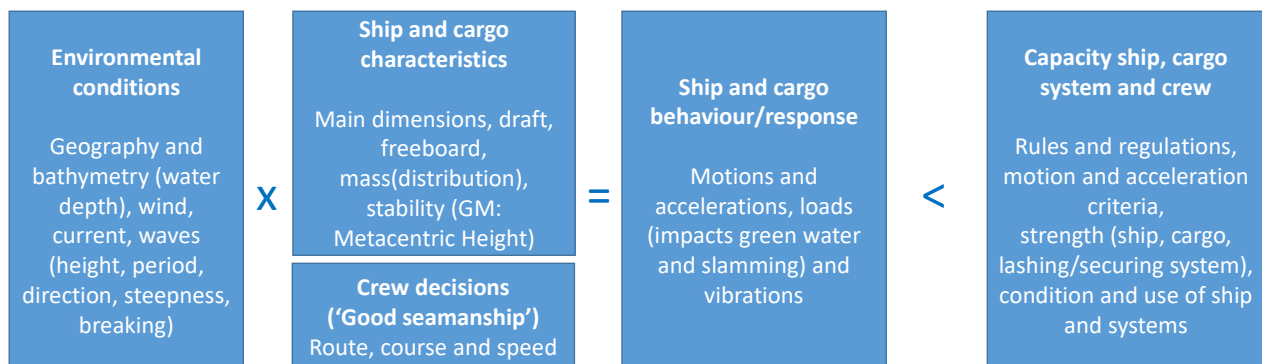 Environmental
conditions
Geography and
bathymetry (water
depth), wind,
current, waves
(height, period,
direction, steepness,
breaking)
x
Ship and cargo
characteristics
Main dimensions, draft,
freeboard,
mass(distribution),
stability (GM:
Metacentric Height)
Crew decisions
(‘Good seamanship’)
Route, course and speed
=
Ship and cargo
behaviour/response
Motions and
accelerations, loads
(impacts green water
and slamming) and
vibrations
<
Capacity ship, cargo
system and crew
Rules and regulations,
motion and acceleration
criteria,
strength (ship, cargo,
lashing/securing system),
condition and use of ship
and systems